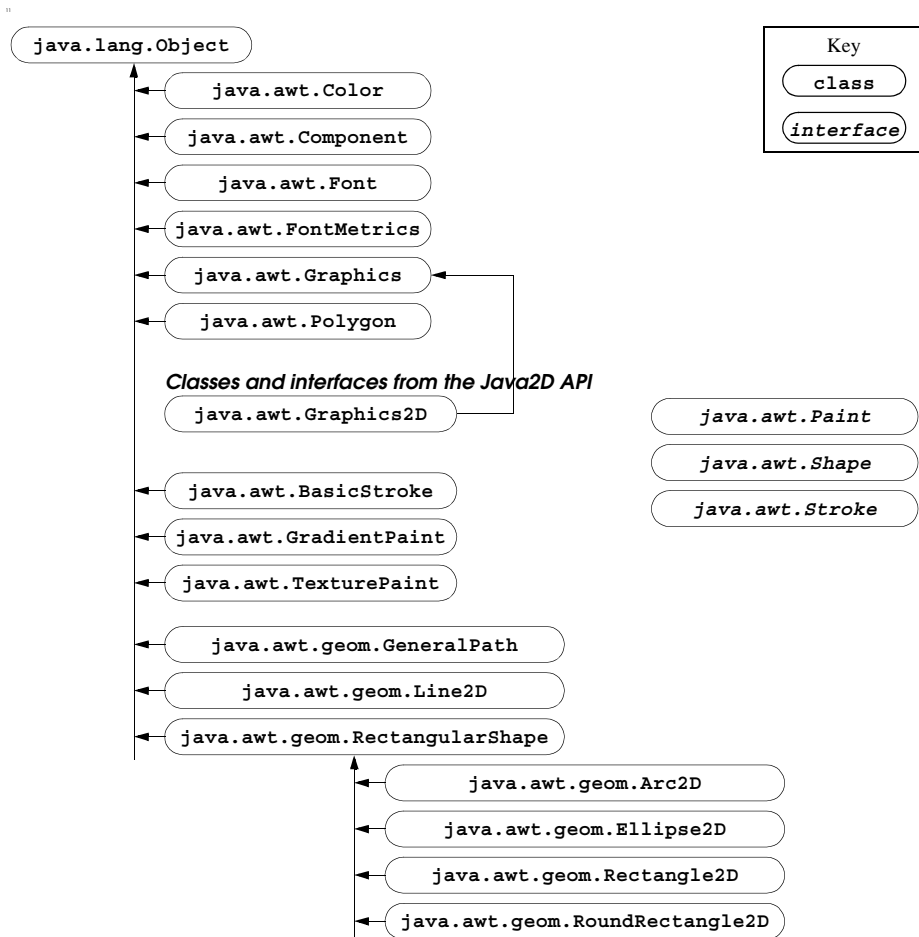 "
java.lang.Object
Key
class
interface
java.awt.Color
java.awt.Component
java.awt.Font
java.awt.FontMetrics
java.awt.Graphics
java.awt.Polygon
Classes and interfaces from the Java2D API
java.awt.Graphics2D
java.awt.Paint
java.awt.Shape
java.awt.Stroke
java.awt.BasicStroke
java.awt.GradientPaint
java.awt.TexturePaint
java.awt.geom.GeneralPath
java.awt.geom.Line2D
java.awt.geom.RectangularShape
java.awt.geom.Arc2D
java.awt.geom.Ellipse2D
java.awt.geom.Rectangle2D
java.awt.geom.RoundRectangle2D